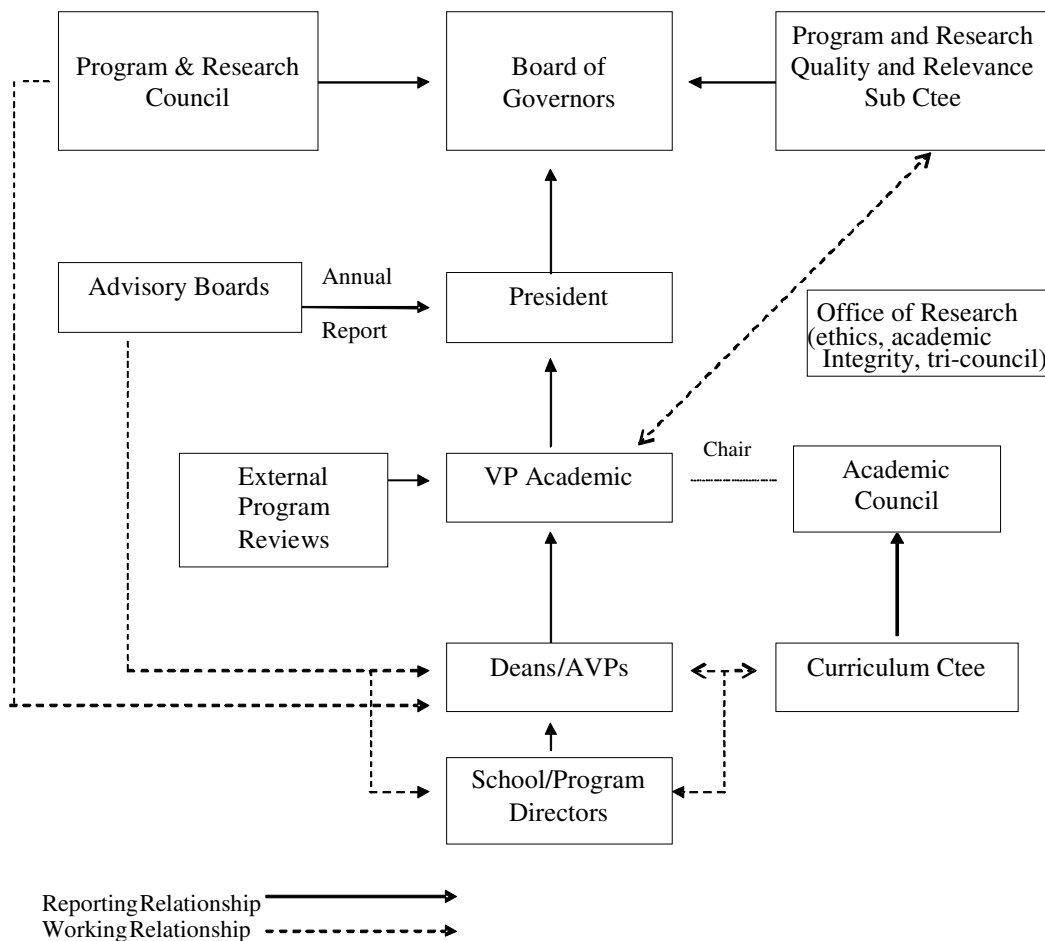 Program & Research
Council
Board of
Governors
Program and Research
Quality and Relevance
Sub Ctee
Advisory Boards
Annual
Report
President
Office of Research
(ethics, academic
Integrity, tri-council)
External
Program
Reviews
VP Academic
Chair
Academic
Council
Deans/AVPs
Curriculum Ctee
School/Program
Directors
Reporting Relationship
Working Relationship